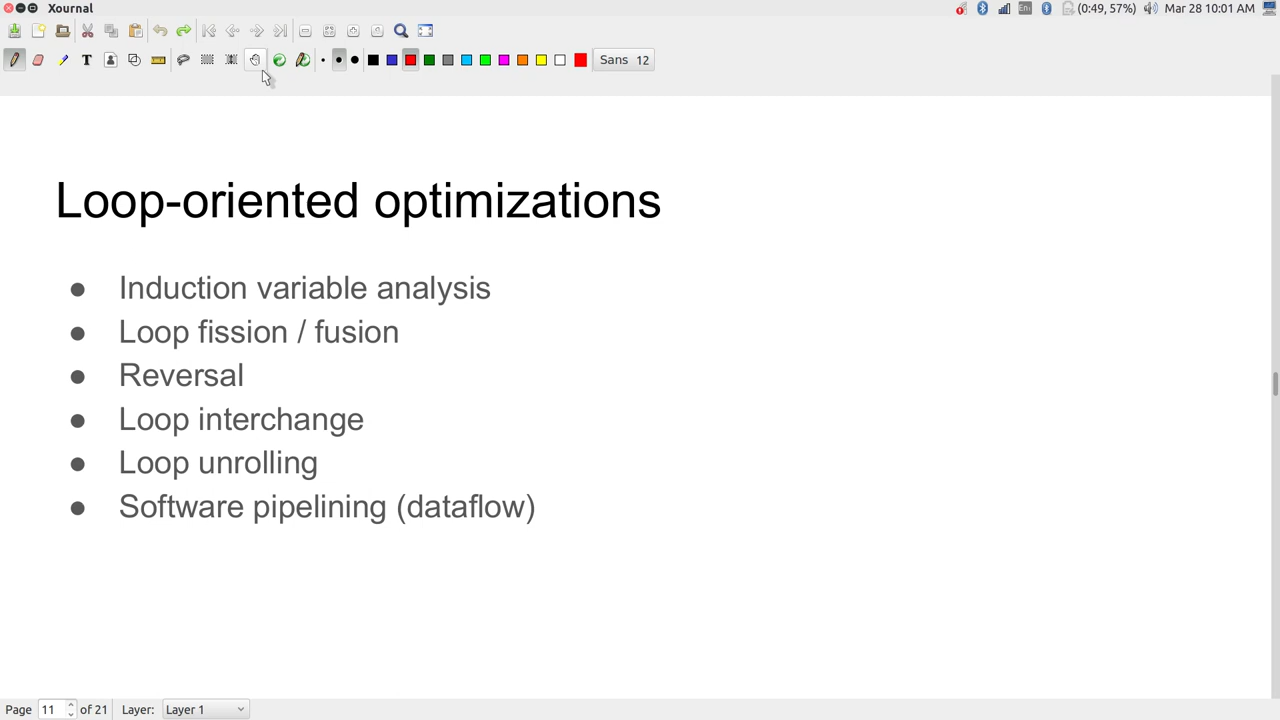 Xournal
(0:49, 57%)
Mar 28 10:01 AM
Sans 12
Loop-oriented optimizations
● Induction variable analysis
● Loop fission / fusion
● Reversal
● Loop interchange
● Loop unrolling
● Software pipelining (dataflow)
Page 11 of 21 Layer: Layer 1